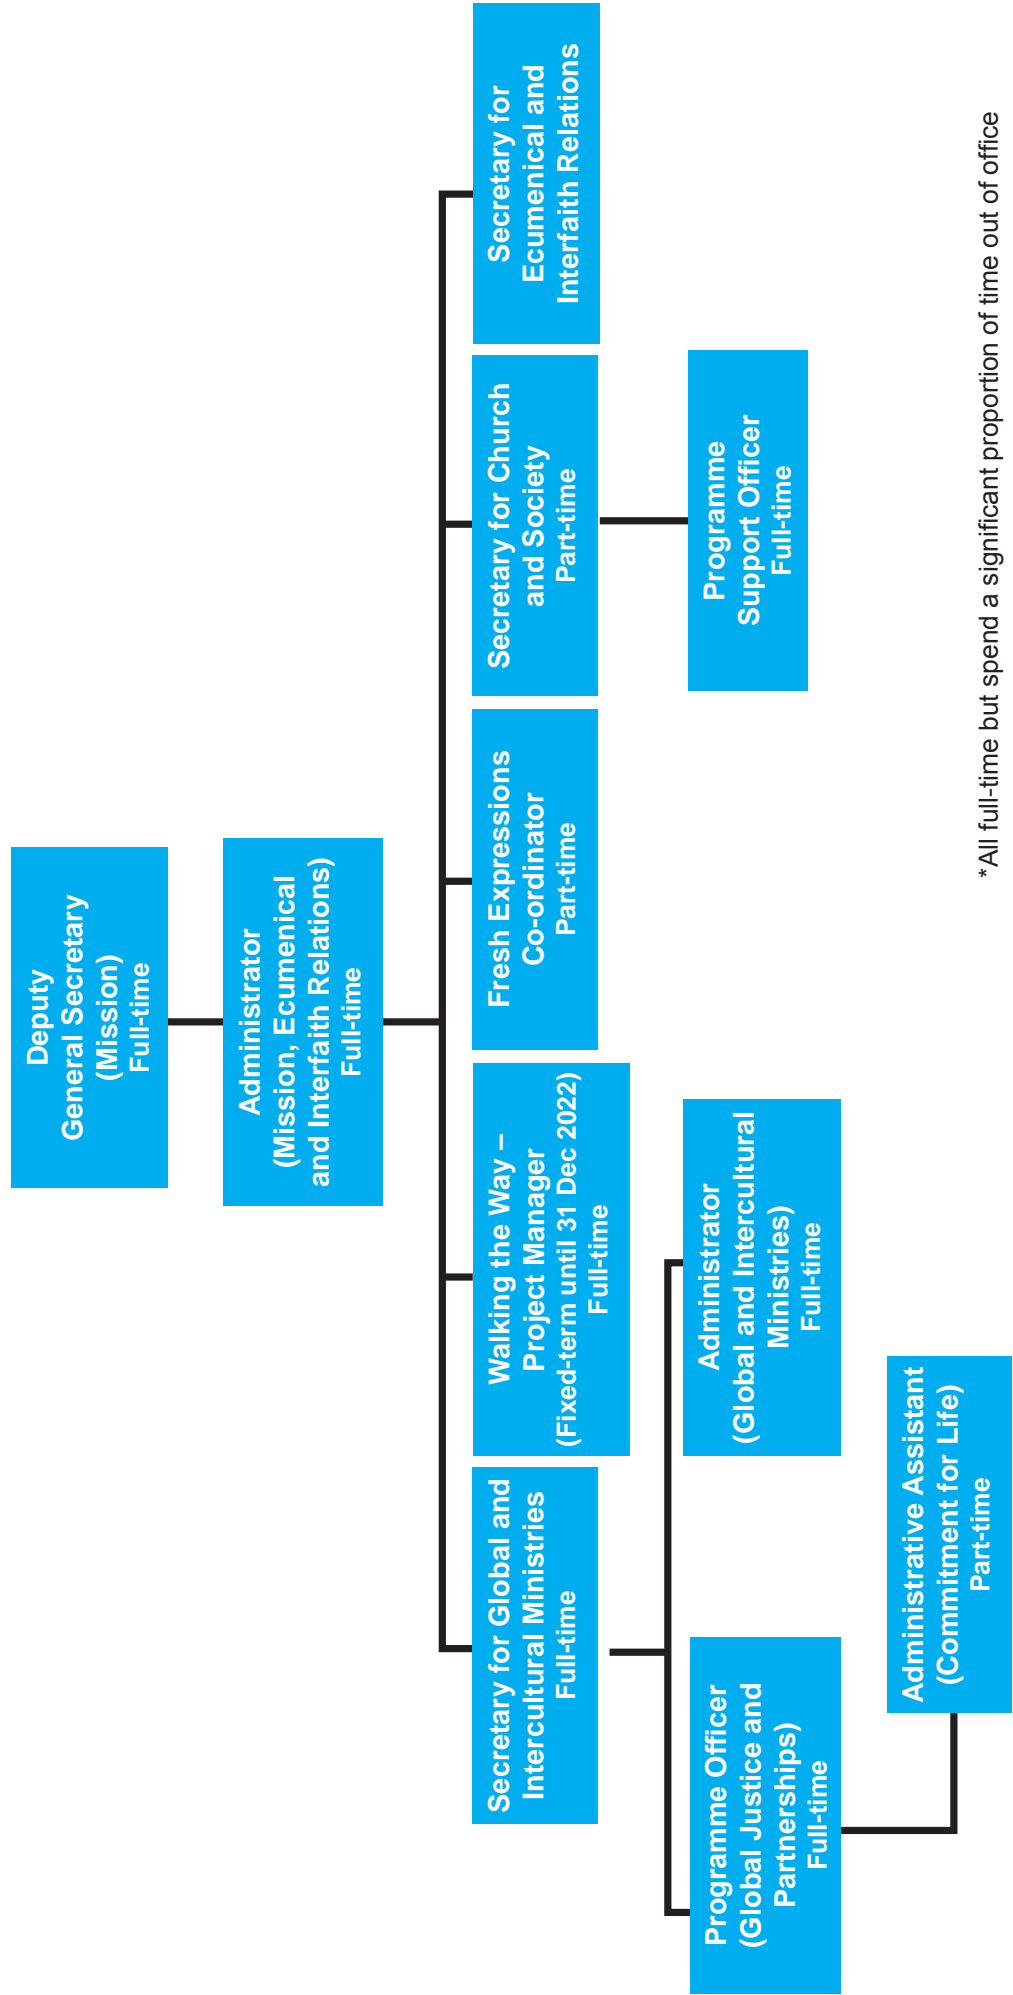 Deputy
General Secretary
(Mission)
Full-time
Administrator
(Mission, Ecumenical
and Interfaith Relations)
Full-time
Secretary for Global and
Intercultural Ministries
Full-time
Walking the Way –
Project Manager
(Fixed-term until 31 Dec 2022)
Full-time
Fresh Expressions
Co-ordinator
Part-time
Secretary for Church
and Society
Part-time
Secretary for
Ecumenical and
Interfaith Relations
Programme Officer
(Global Justice and
Partnerships)
Full-time
Administrator
(Global and Intercultural
Ministries)
Full-time
Programme
Support Officer
Full-time
Administrative Assistant
(Commitment for Life)
Part-time
*All full-time but spend a significant proportion of time out of office